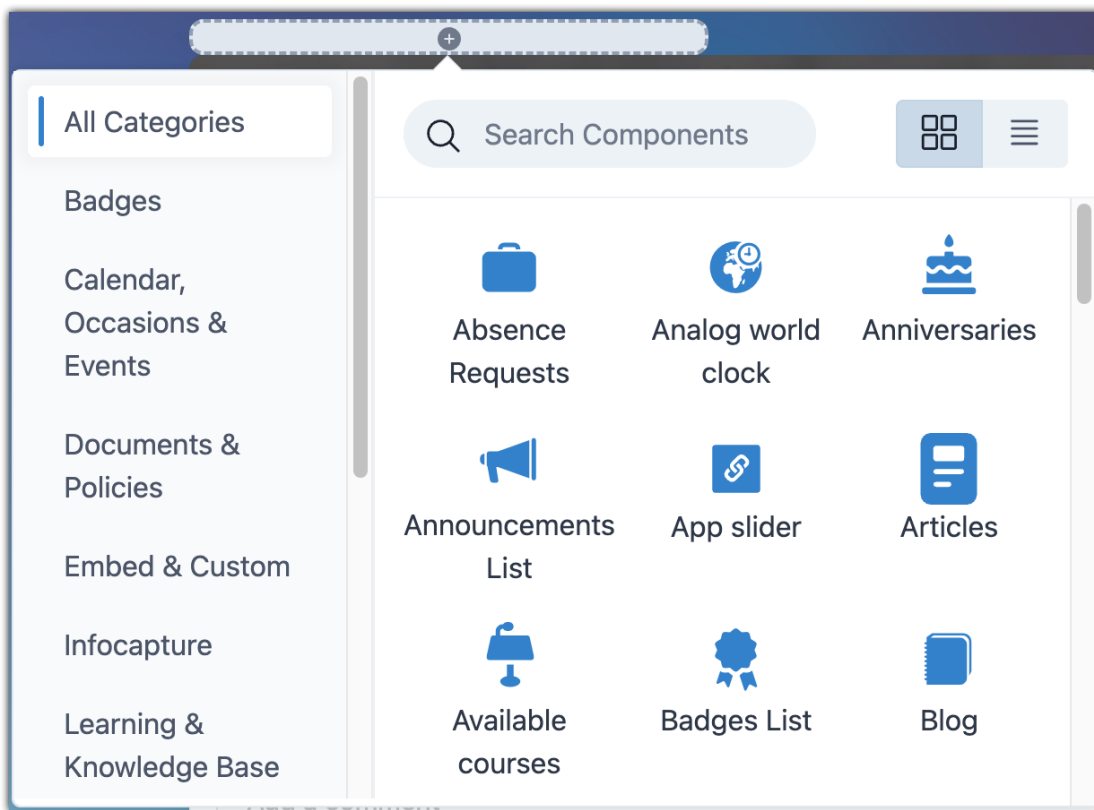 All Categories
Badges
Calendar,
Occasions &
Events
Documents &
Policies
Embed & Custom
Infocapture
Learning &
Knowledge Base
Search Components
Absence
Requests
Analog world
clock
Anniversaries
Announcements
List
App slider
Articles
Available
courses
Badges List
Blog